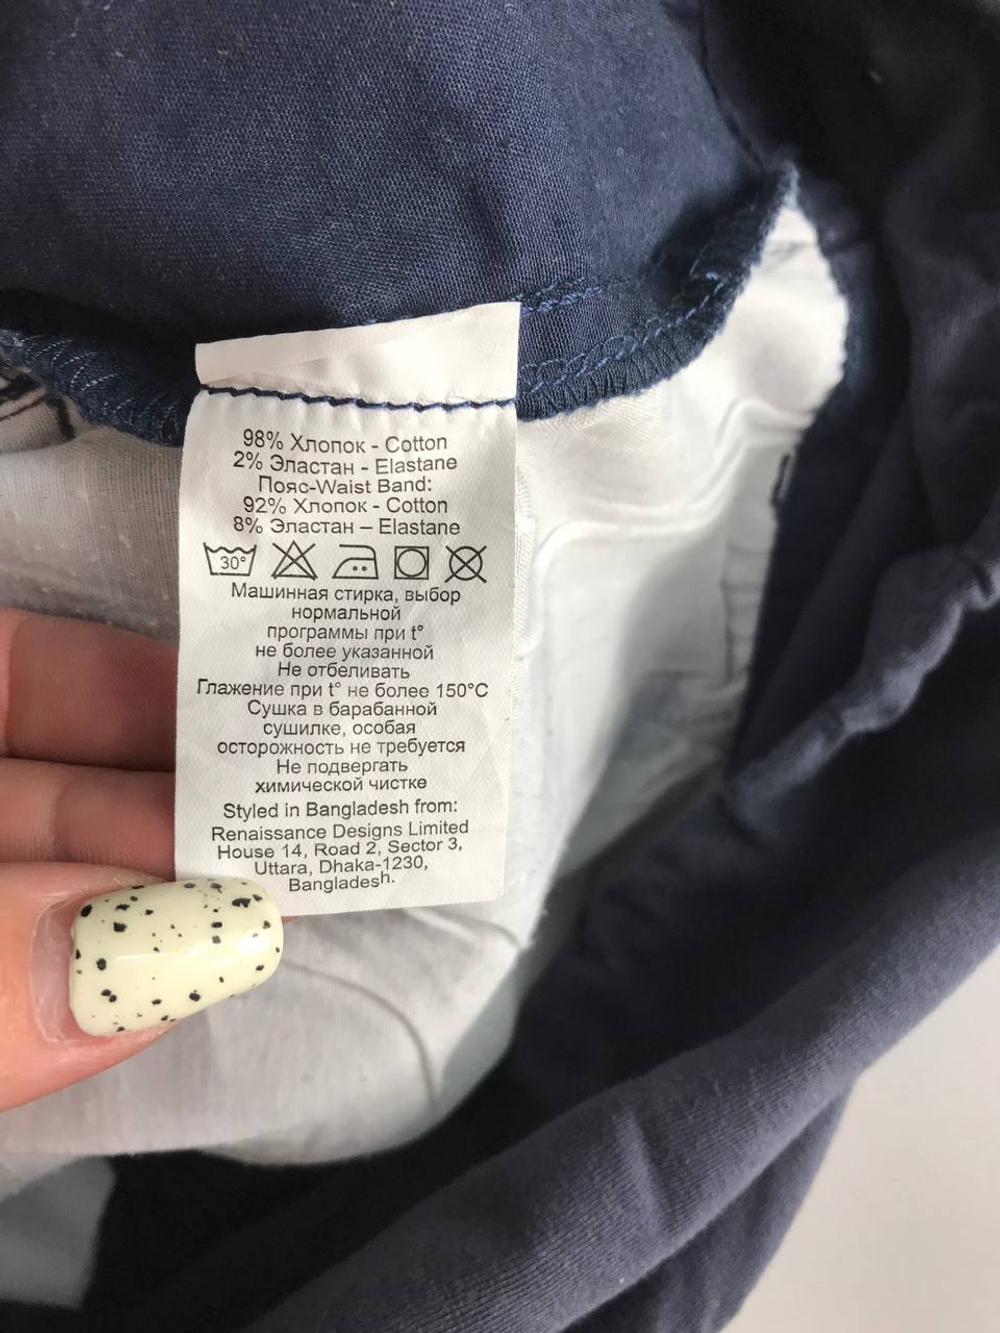 98% Хлопок - Cotton
2% Эластан - Elastane
Пояс-Waist Band:
92% Хлопок - Cotton
8% Эластан – Elastane
30°
Машинная стирка, выбор
нормальной
программы при t°
не более указанной
Не отбеливать
Глажение при t° не более 150°C
Сушка в барабанной
сушилке, особая
осторожность не требуется
Не подвергать
химической чистке
Styled in Bangladesh from:
Renaissance Designs Limited
House 14, Road 2, Sector 3,
Uttara, Dhaka-1230,
Bangladesh.